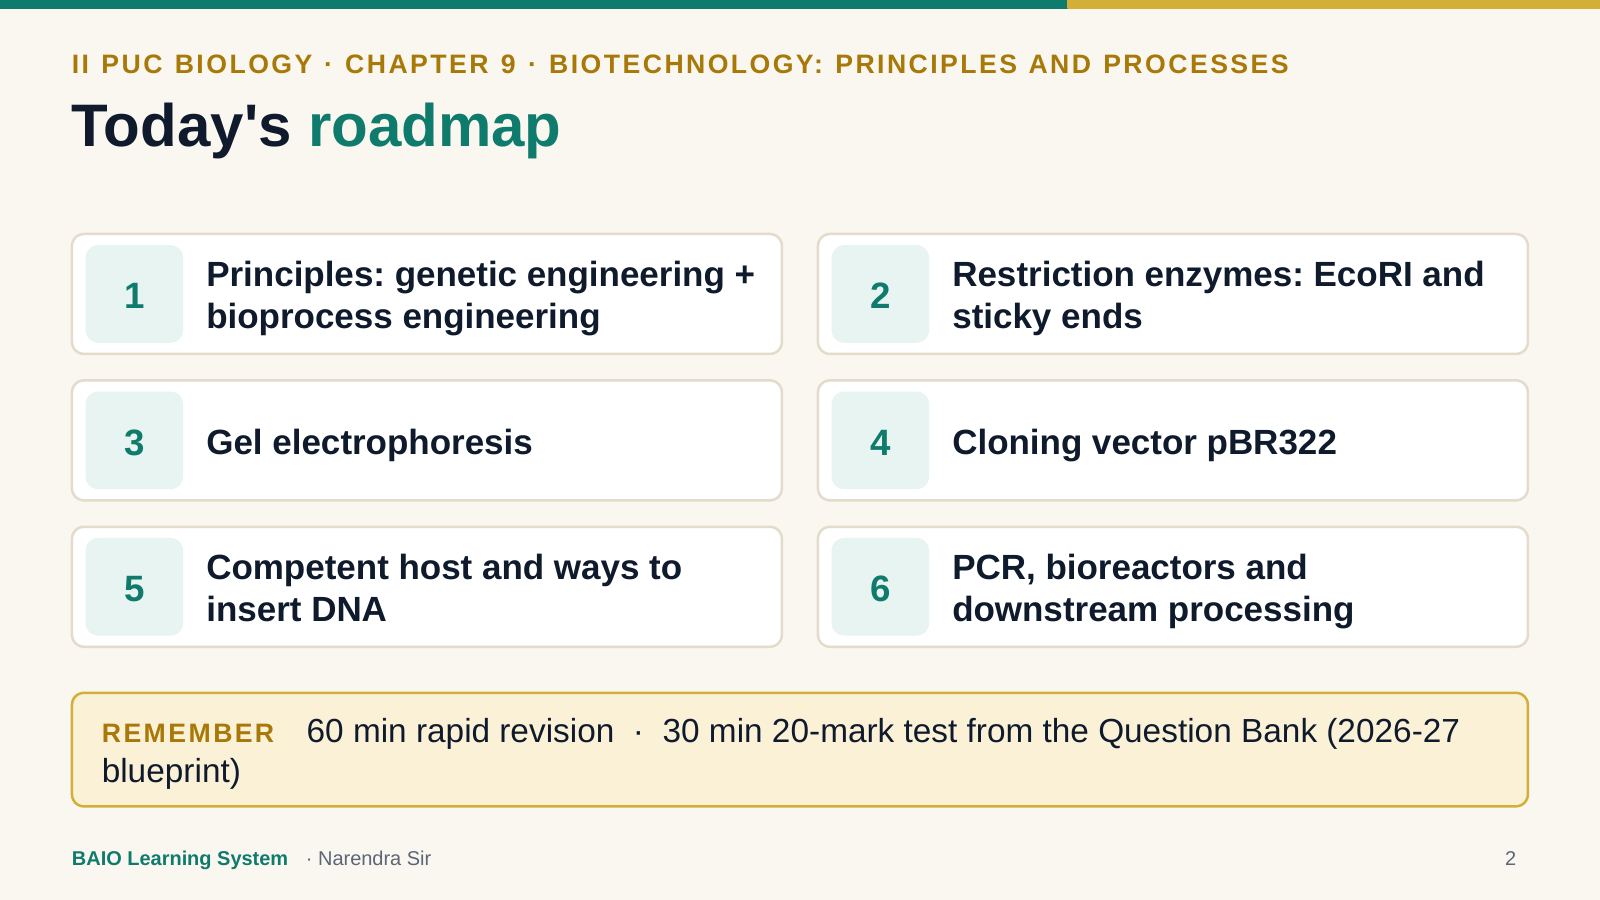 II PUC BIOLOGY · CHAPTER 9 · BIOTECHNOLOGY: PRINCIPLES AND PROCESSES
Today's roadmap
1
Principles: genetic engineering +
bioprocess engineering
2
Restriction enzymes: EcoRI and
sticky ends
3
Gel electrophoresis
4
Cloning vector pBR322
5
Competent host and ways to
insert DNA
6
PCR, bioreactors and
downstream processing
REMEMBER 60 min rapid revision · 30 min 20-mark test from the Question Bank (2026-27
blueprint)
BAIO Learning System · Narendra Sir
2